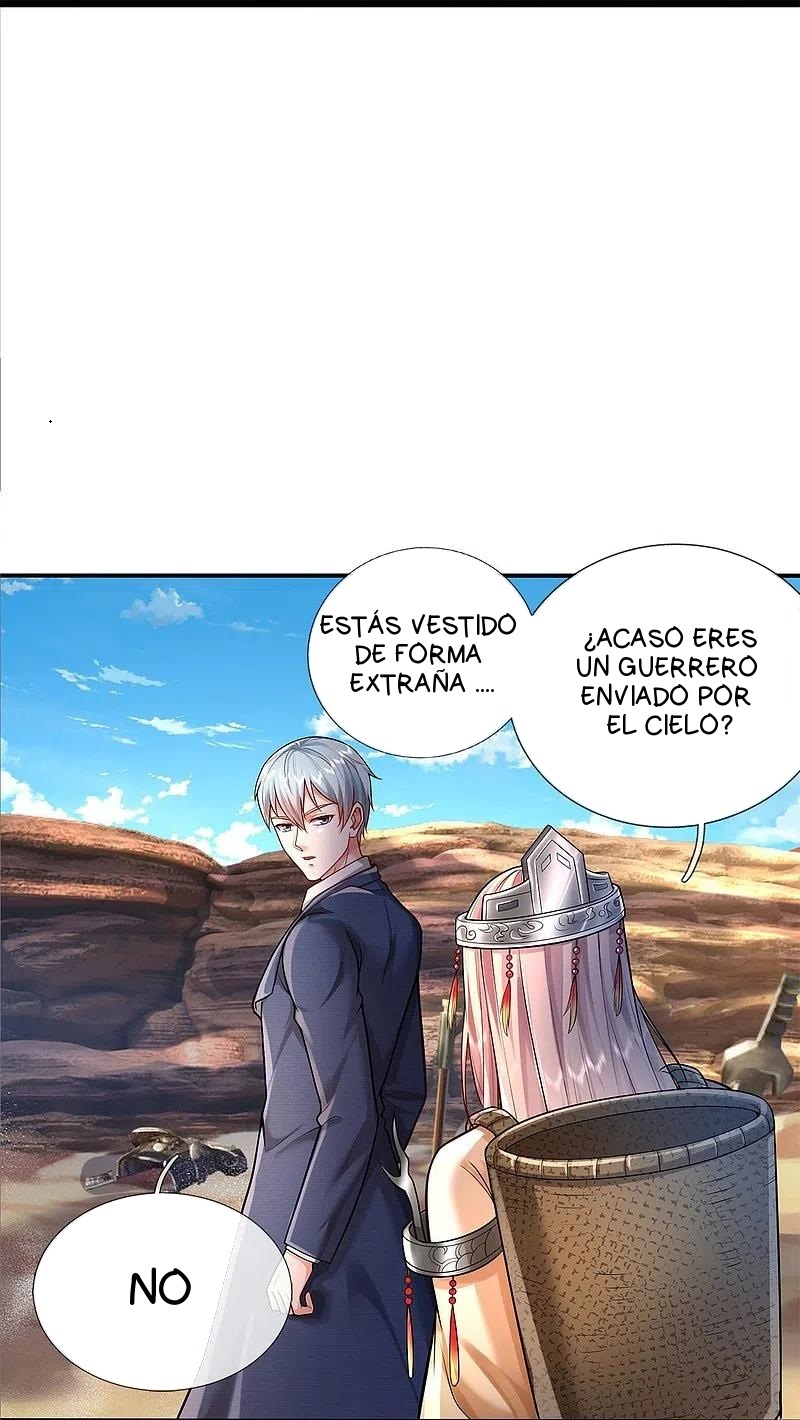 ESTÁS VESTIDO
DE FORMA
EXTRAÑA ....
¿ACASO ERES
UN GUERRERO
ENVIADO POR
EL CIELO?
NO